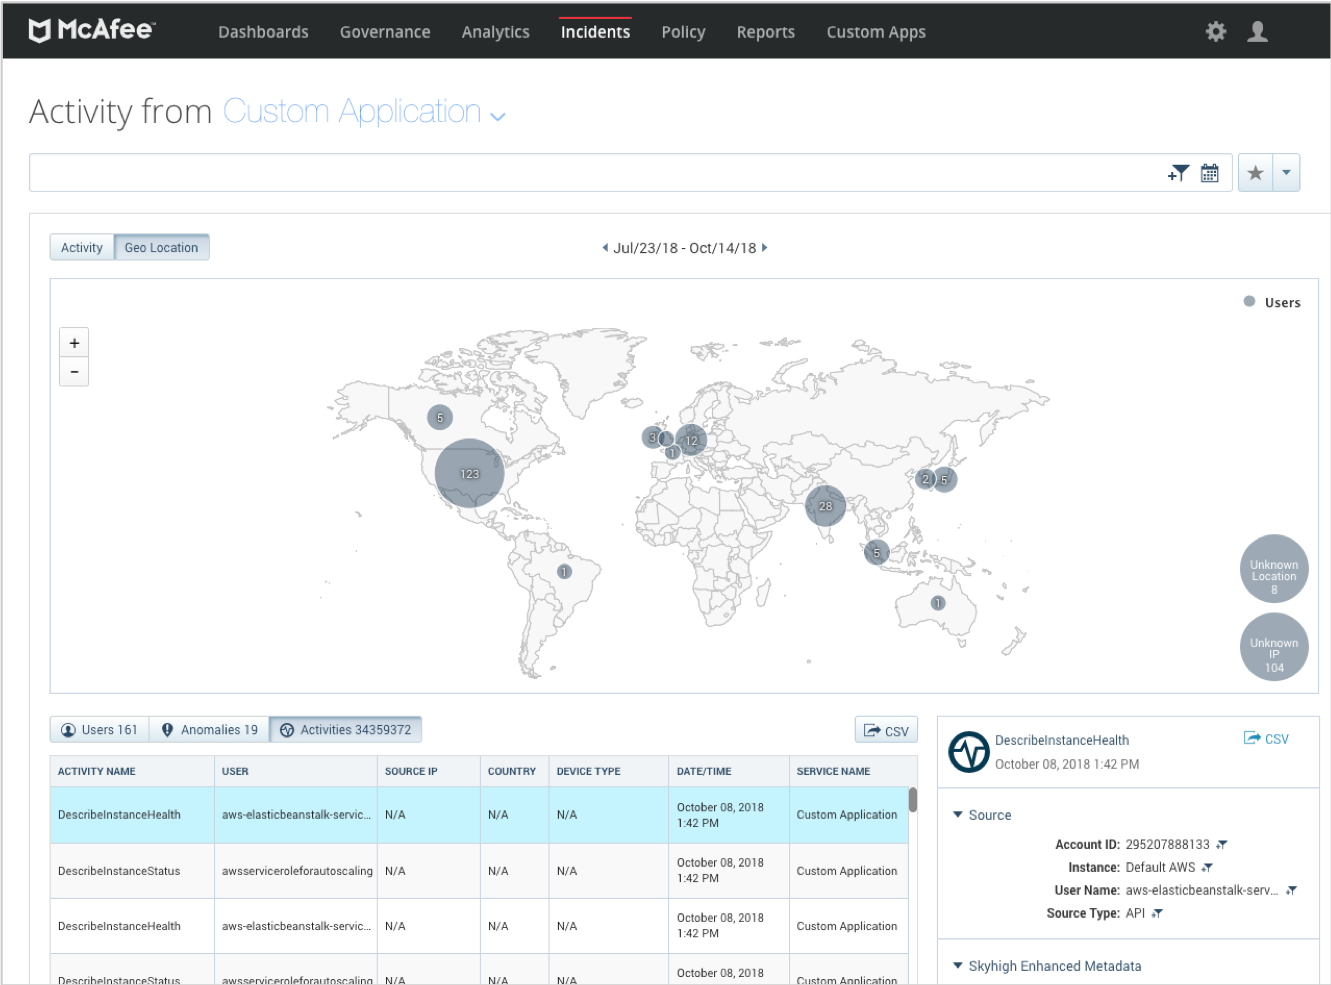 McAfee
Dashboards Governance Analytics Incidents Policy Reports Custom Apps
Activity from Custom Application
Activity Geo Location
Jul/23/18 - Oct/14/18
Users
+
-
5
123
3
1
12
2
5
28
5
1
1
Unknown
Location
8
Unknown
IP
104
Users 161 Anomalies 19 Activities 34359372
CSV
ACTIVITY NAME USER SOURCE IP COUNTRY DEVICE TYPE DATE/TIME SERVICE NAME
DescribeInstanceHealth aws-elasticbeanstalk-servic... N/A N/A N/A October 08, 2018 1:42 PM Custom Application
DescribeInstanceStatus awsserviceroleforautoscaling N/A N/A N/A October 08, 2018 1:42 PM Custom Application
DescribeInstanceHealth aws-elasticbeanstalk-servic... N/A N/A N/A October 08, 2018 1:42 PM Custom Application
DescribeInstanceStatus awsserviceroleforautoscaling N/A N/A N/A October 08, 2018 Custom Application
DescribeInstanceHealth
October 08, 2018 1:42 PM
CSV
Source
Account ID: 295207888133
Instance: Default AWS
User Name: aws-elasticbeanstalk-serv...
Source Type: API
Skyhigh Enhanced Metadata